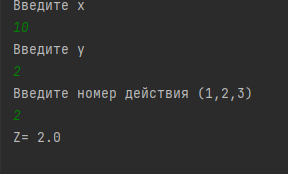 Введите x
10
Введите y
2
Введите номер действия (1,2,3)
2
Z= 2.0